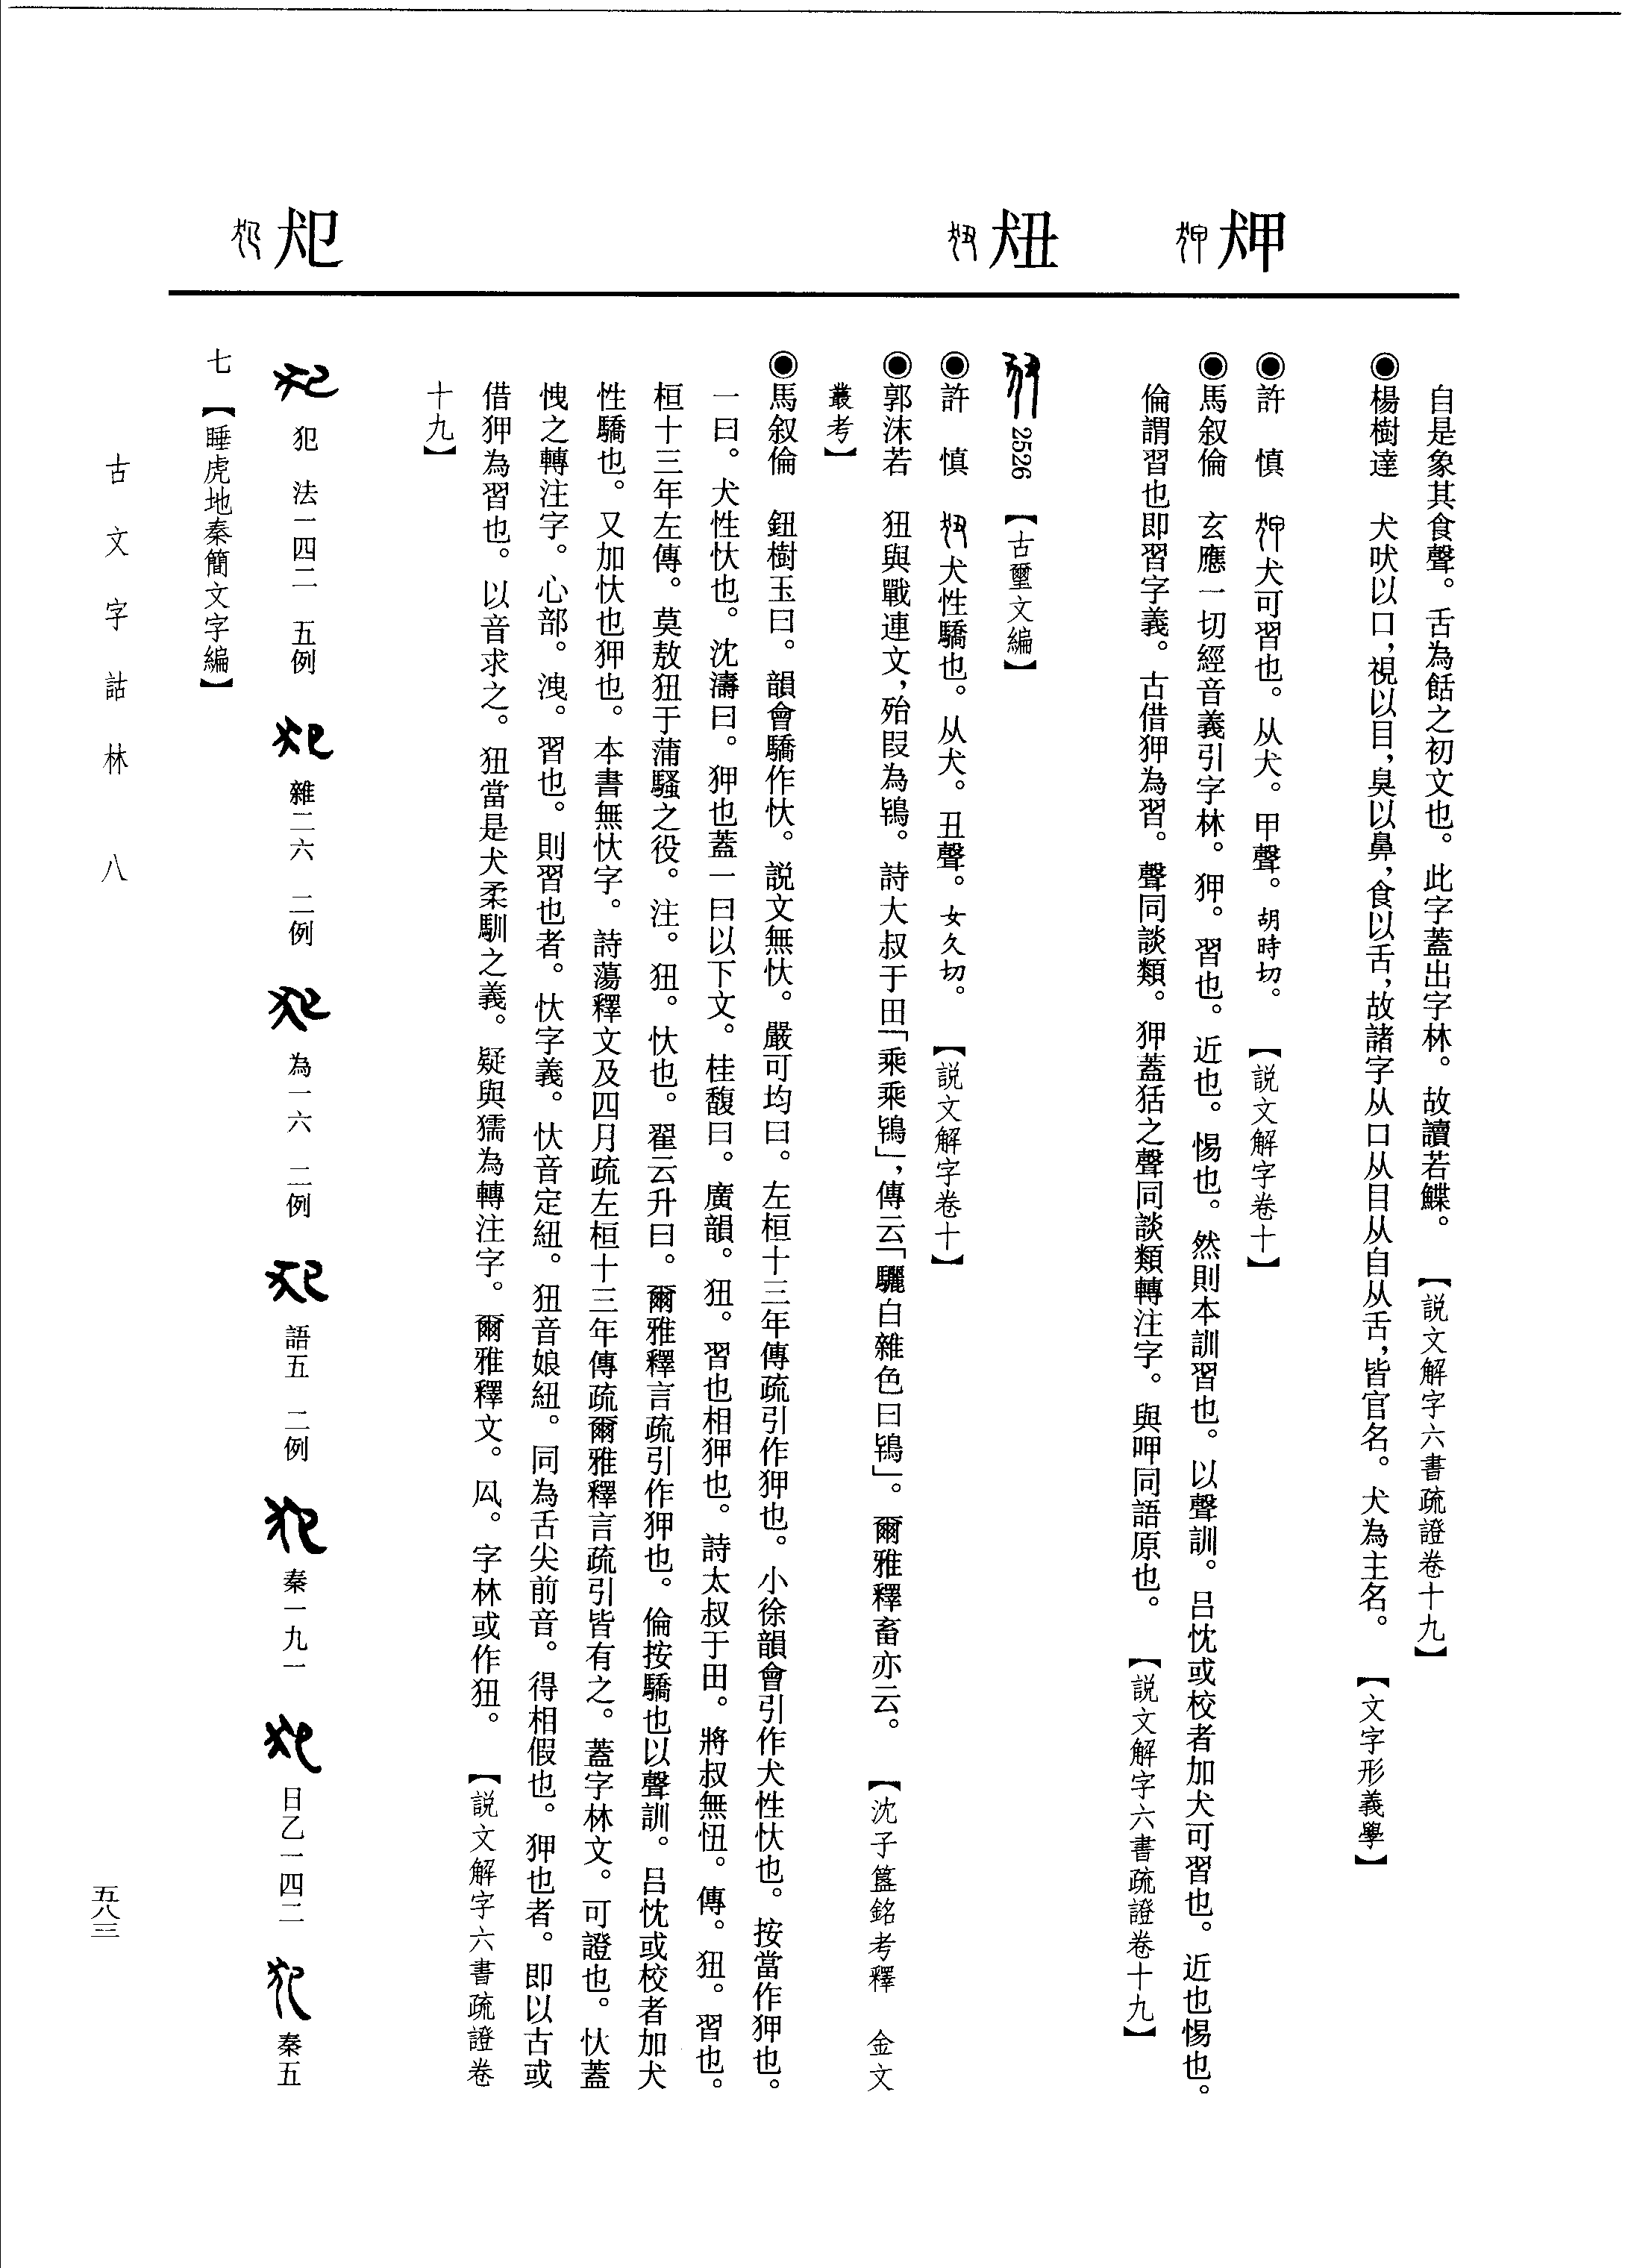 狎
狃
犯
自是象其食聲。舌為䑛之初文也。此字蓋出字林。故讀若鰈。　【說文解字六書疏證卷十九】
◉楊樹達　犬吠以口，視以目，臭以鼻，食以舌，故諸字从口从目从自从舌，皆官名。犬為主名。　【文字形義學】
◉許　慎　犬可習也。从犬。甲聲。胡時切。　【説文解字卷十】
◉馬叙倫　玄應一切經音義引字林。狎。習也。近也。惕也。然則本訓習也。以聲訓。呂忱或校者加犬可習也。近也惕也。
倫謂習也即習字義。古借狎為習。聲同談類。狎蓋狧之聲同談類轉注字。與呷同語原也。　【説文解字六書疏證卷十九】
2526　【古璽文編】
◉許　慎　犬性驕也。从犬。丑聲。女久切。　【説文解字卷十】
◉郭沫若　狃與戰連文，殆叚為鴇。詩大叔于田「乘乘鴇」，傳云「驪白雜色曰鴇」。爾雅釋畜亦云。　【沈子簋銘考釋　金文
叢考】
◉馬叙倫　鈕樹玉曰。韻會驕作忕。説文無忕。嚴可均曰。左桓十三年傳疏引作狎也。小徐韻會引作犬性忕也。按當作狎也。
一曰。犬性忕也。沈濤曰。狎也蓋一曰以下文。桂馥曰。廣韻。狃。習也相狎也。詩太叔于田。將叔無忸。傳。狃。習也。
桓十三年左傳。莫敖狃于蒲騷之役。注。狃。忕也。翟云升曰。爾雅釋言疏引作狎也。倫按驕也以聲訓。呂忱或校者加犬
性驕也。又加忕也狎也。本書無忕字。詩蕩釋文及四月疏左桓十三年傳疏爾雅釋言疏引皆有之。蓋字林文。可證也。忕蓋
愧之轉注字。心部。洩。習也。則習也者。忕字義。忕音定紐。狃音娘紐。同為舌尖前音。得相假也。狎也者。即以古或
借狎為習也。以音求之。狃當是犬柔馴之義。疑與獳為轉注字。爾雅釋文。凨。字林或作狃。　【説文解字六書疏證卷
十九】
犯　法一四二　五例　雜二六　二例　為一六　二例　語五　二例　秦一九一　日乙一四二　秦五
七　【睡虎地秦簡文字編】
古文字詁林　八
五八三